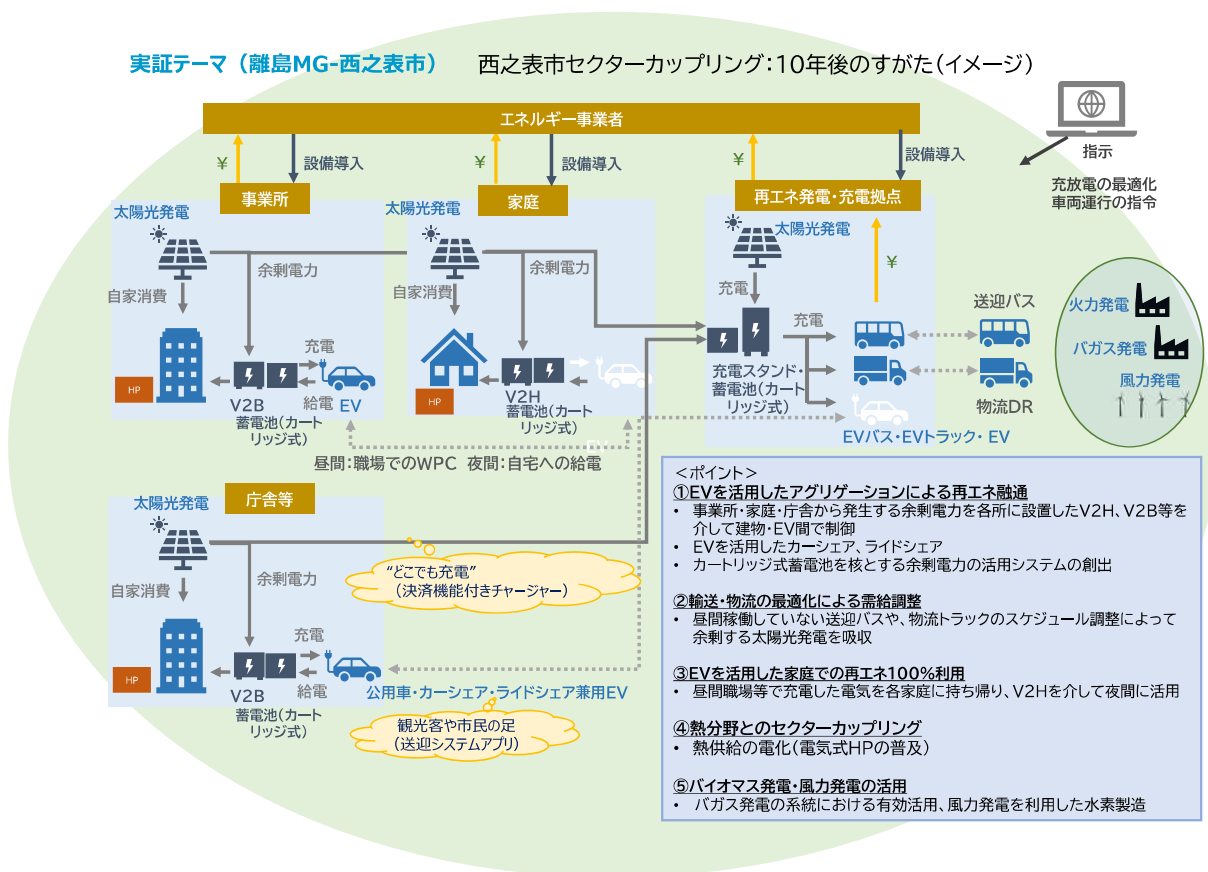 実証テーマ（離島MG-西之表市）　西之表市セクターカップリング：10年後のすがた（イメージ）
エネルギー事業者
¥
設備導入
¥
設備導入
¥
設備導入
指示
充放電の最適化
車両運行の指令
事業所
太陽光発電
余剰電力
自家消費
HP
充電
給電
EV
V2B
蓄電池(カート
リッジ式)
家庭
太陽光発電
余剰電力
自家消費
HP
V2H
蓄電池(カート
リッジ式)
EV
昼間：職場でのWPC　夜間：自宅への給電
再エネ発電・充電拠点
太陽光発電
¥
充電
充電
充電スタンド・
蓄電池(カート
リッジ式)
EVバス・EVトラック・ EV
送迎バス
物流DR
火力発電
バガス発電
風力発電
庁舎等
太陽光発電
余剰電力
自家消費
HP
充電
給電
V2B
蓄電池(カート
リッジ式)
公用車・カーシェア・ライドシェア兼用EV
“どこでも充電”
（決済機能付きチャージャー）
観光客や市民の足
（送迎システムアプリ）
＜ポイント＞
①EVを活用したアグリゲーションによる再エネ融通
• 事業所・家庭・庁舎から発生する余剰電力を各所に設置したV2H、V2B等を
介して建物・EV間で制御
• EVを活用したカーシェア、ライドシェア
• カートリッジ式蓄電池を核とする余剰電力の活用システムの創出
②輸送・物流の最適化による需給調整
• 昼間稼働していない送迎バスや、物流トラックのスケジュール調整によって
余剰する太陽光発電を吸収
③EVを活用した家庭での再エネ100%利用
• 昼間職場等で充電した電気を各家庭に持ち帰り、V2Hを介して夜間に活用
④熱分野とのセクターカップリング
• 熱供給の電化（電気式HPの普及）
⑤バイオマス発電・風力発電の活用
• バガス発電の系統における有効活用、風力発電を利用した水素製造